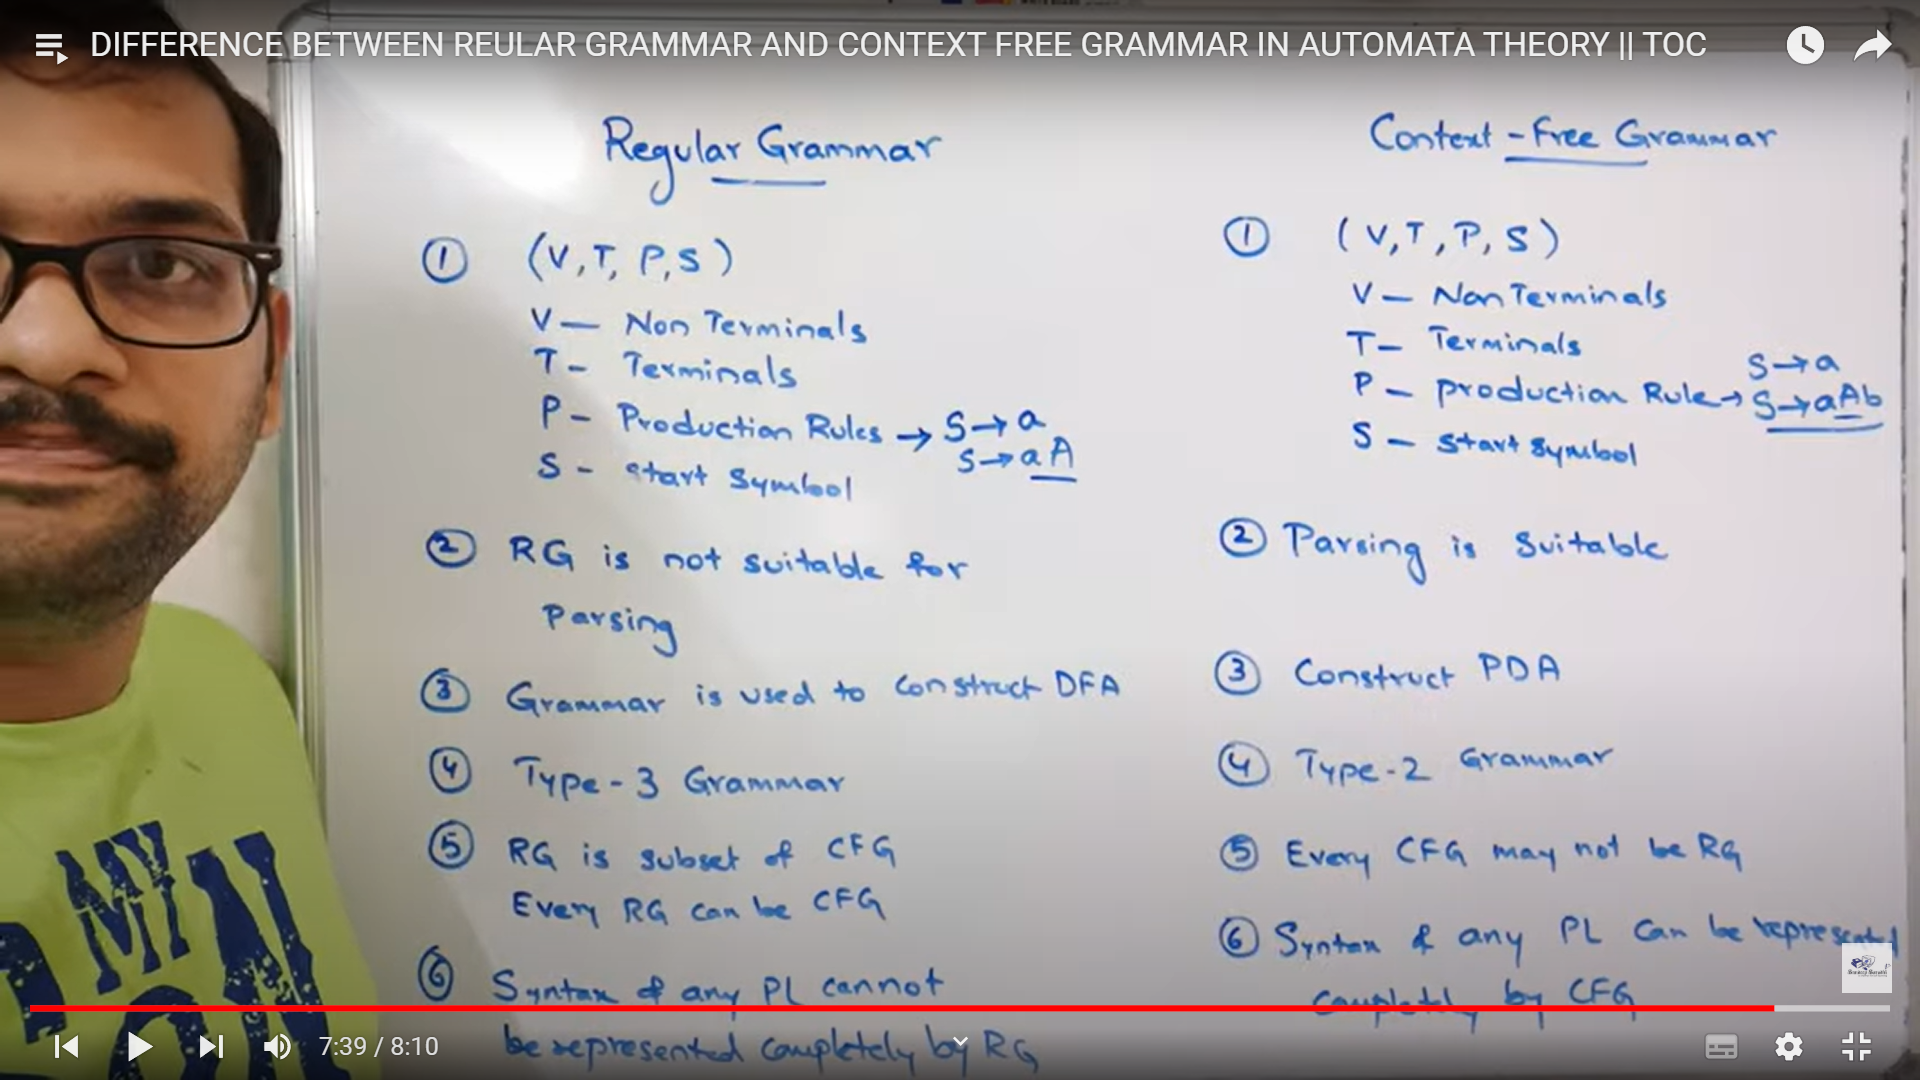 DIFFERENCE BETWEEN REULAR GRAMMAR AND CONTEXT FREE GRAMMAR IN AUTOMATA THEORY || TOC
Regular Grammar
① (V, T, P, S)
V — Non Terminals
T - Terminals
P - Production Rules → S → a
S → aA
S - start Symbol
② RG is not suitable for
Parsing
③ Grammar is used to construct DFA
④ Type - 3 Grammar
⑤ RG is subset of CFG
Every RG can be CFG
⑥ Syntax of any PL cannot
be represented completely by RG
Context - Free Grammar
① (V, T, P, S)
V — Non Terminals
T — Terminals
S → a
P — production Rule → S → aAb
S — start symbol
② Parsing is suitable
③ Construct PDA
④ Type - 2 Grammar
⑤ Every CFG may not be RG
⑥ Syntax of any PL can be represented
completely by CFG
MY
7:39 / 8:10